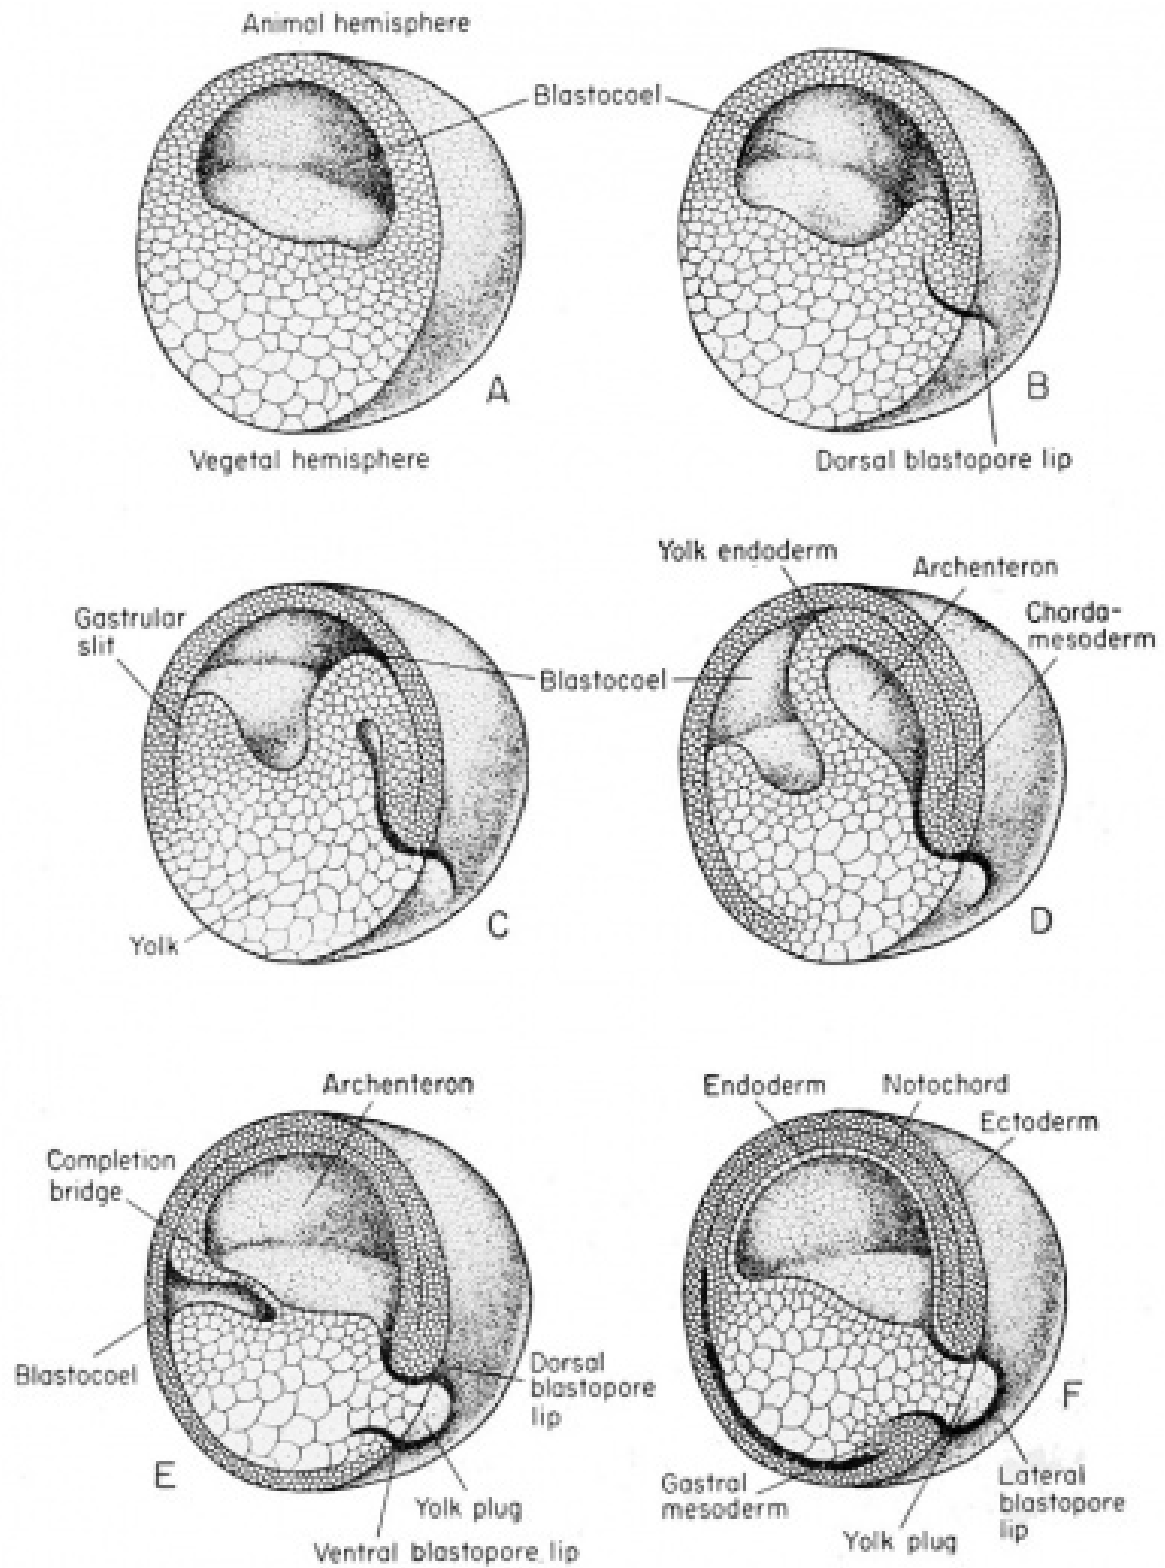 Animal hemisphere
Blastocoel
A
B
Vegetal hemisphere
Dorsal blastopore lip
Yolk endoderm
Archenteron
Gastrular
slit
Chorda-
mesoderm
Blastocoel
Yolk
C
D
Archenteron
Endoderm
Notochord
Ectoderm
Completion
bridge
Blastocoel
Dorsal
blastopore
lip
E
F
Yolk plug
Ventral blastopore lip
Gastral
mesoderm
Yolk plug
Lateral
blastopore
lip